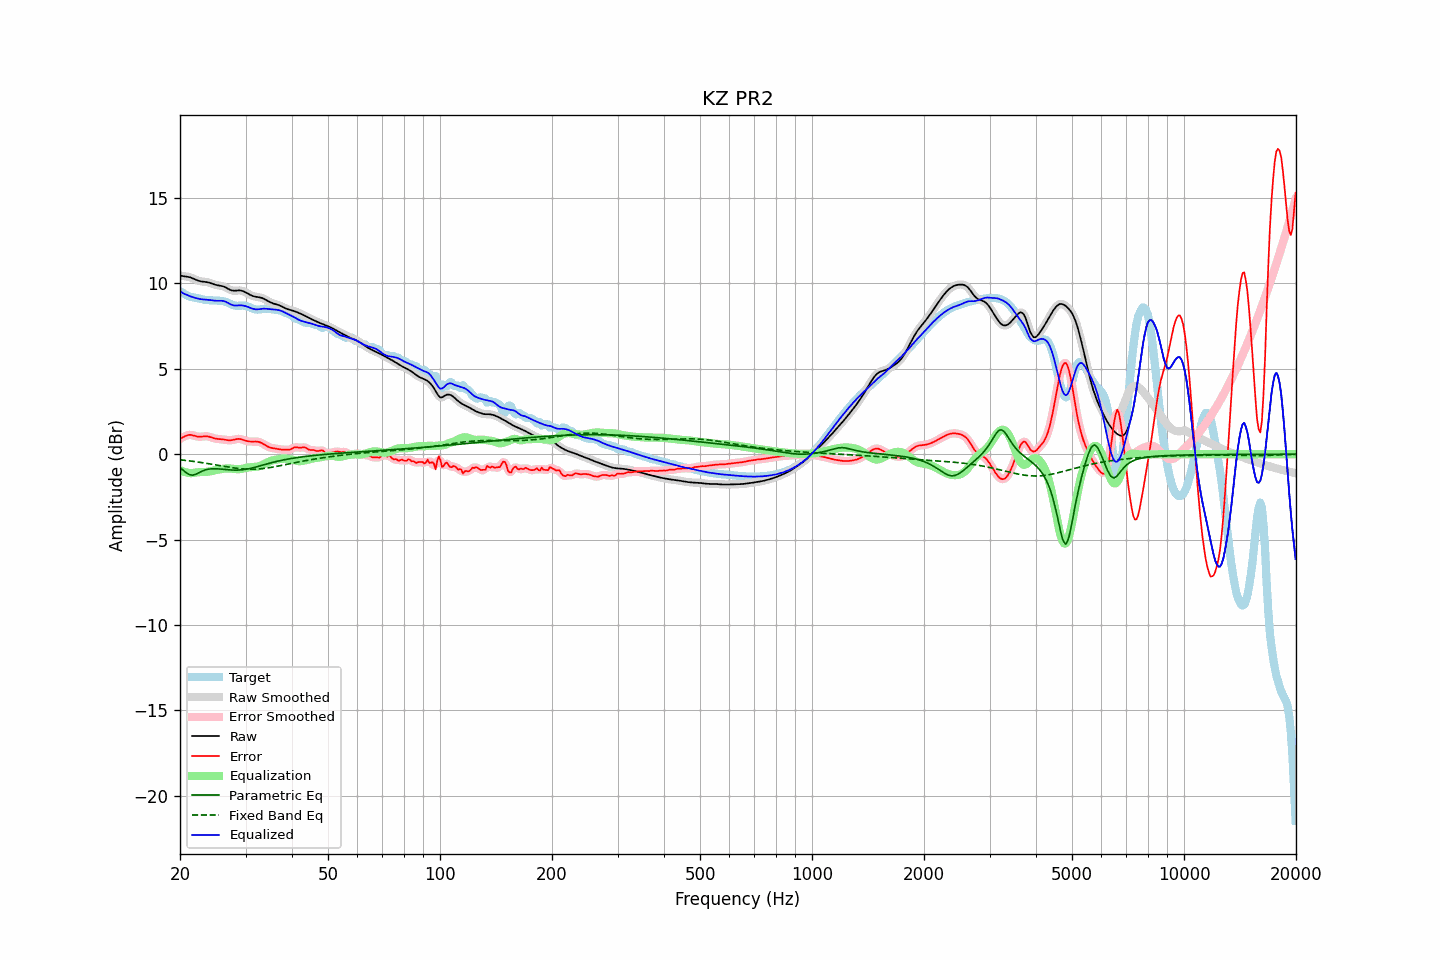 KZ PR2
Amplitude (dBr)
15
10
5
0
−5
−10
−15
−20
Target
Raw Smoothed
Error Smoothed
Raw
Error
Equalization
Parametric Eq
Fixed Band Eq
Equalized
20 50 100 200 500 1000 2000 5000 10000 20000
Frequency (Hz)